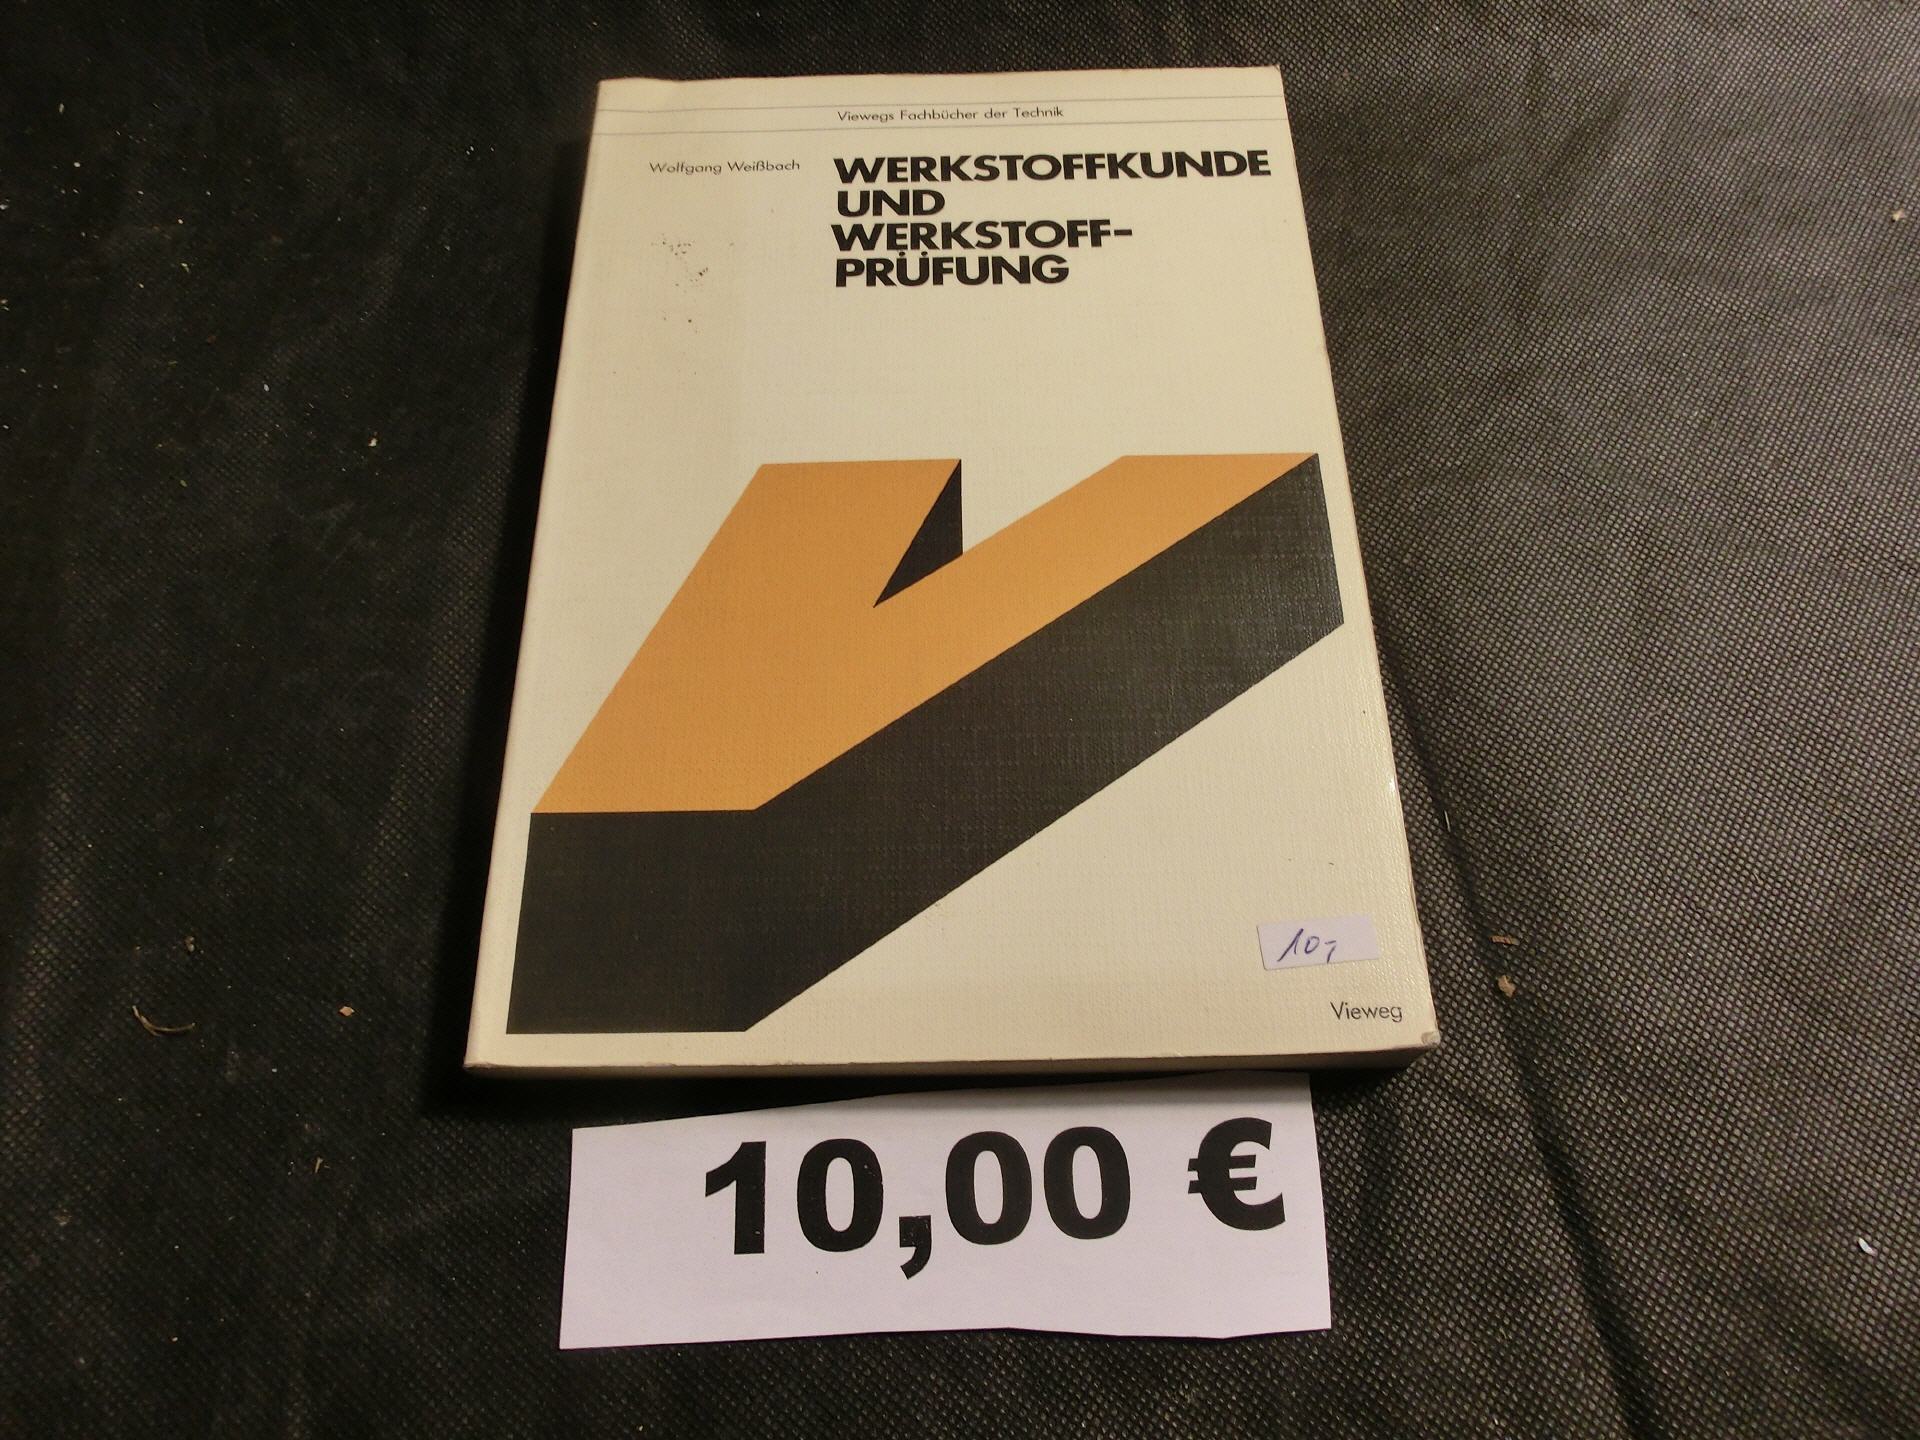 Viewegs Fachbücher der Technik
Wolfgang Weißbach
WERKSTOFFKUNDE
UND
WERKSTOFF-
PRÜFUNG
10,-
Vieweg
10,00 €